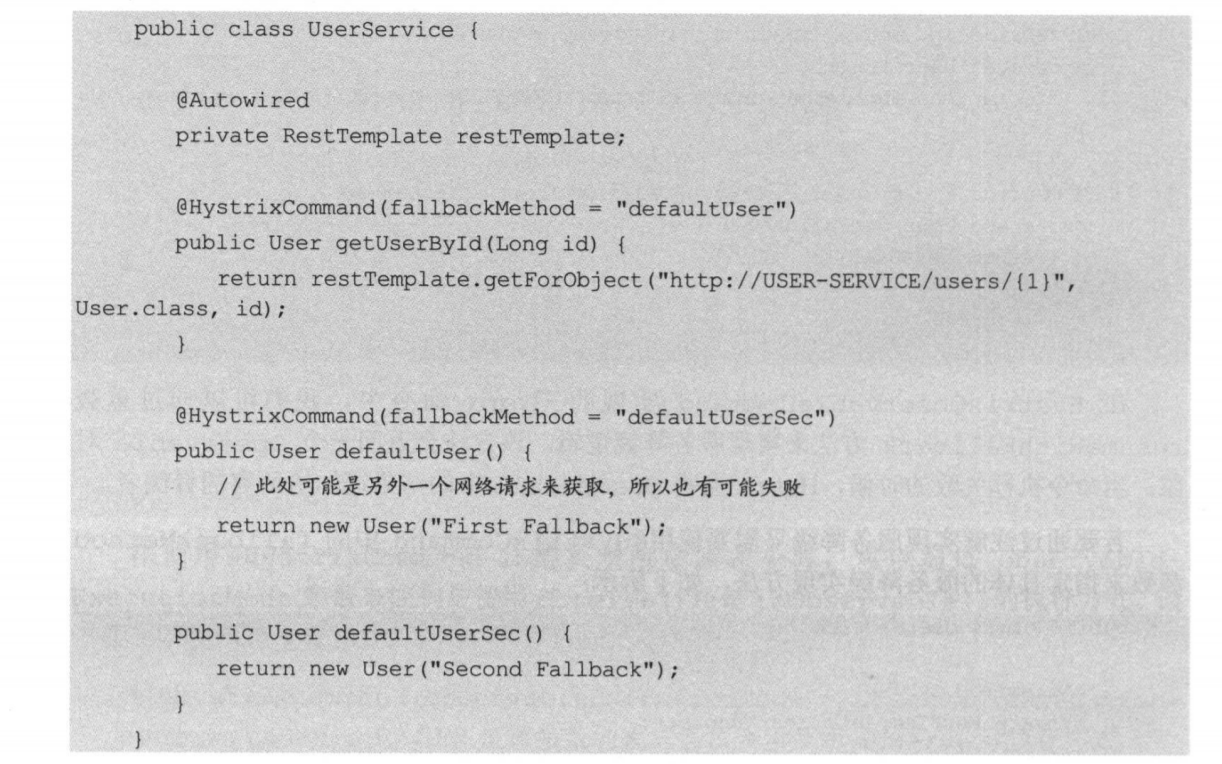 public class UserService {
@Autowired
private RestTemplate restTemplate;
@HystrixCommand(fallbackMethod = "defaultUser")
public User getUserById(Long id) {
return restTemplate.getForObject("http://USER-SERVICE/users/{1}",
User.class, id);
}
@HystrixCommand(fallbackMethod = "defaultUserSec")
public User defaultUser() {
// 此处可能是另外一个网络请求来获取，所以也有可能失败
return new User("First Fallback");
}
public User defaultUserSec() {
return new User("Second Fallback");
}
}